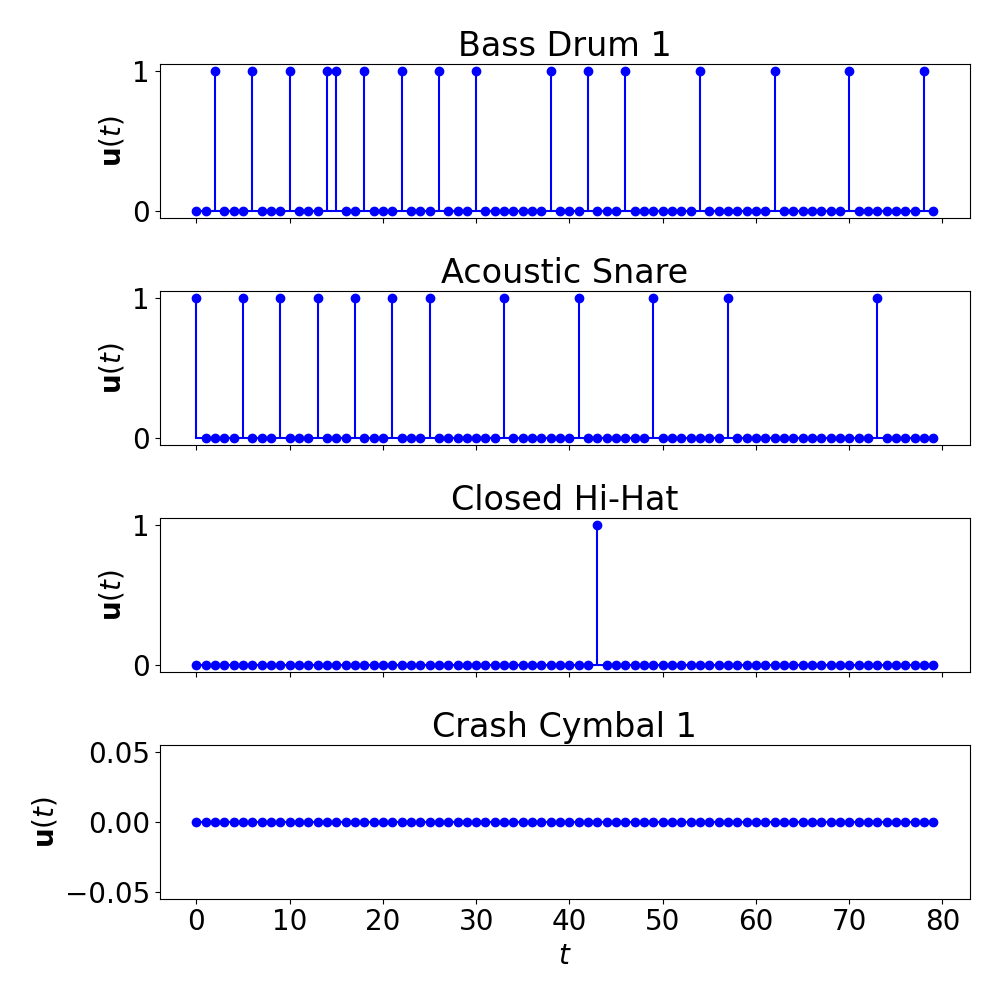 Bass Drum 1
1
u(t)
0
Acoustic Snare
1
u(t)
0
Closed Hi-Hat
1
u(t)
0
Crash Cymbal 1
0.05
u(t)
0.00
−0.05
0 10 20 30 40 50 60 70 80
t